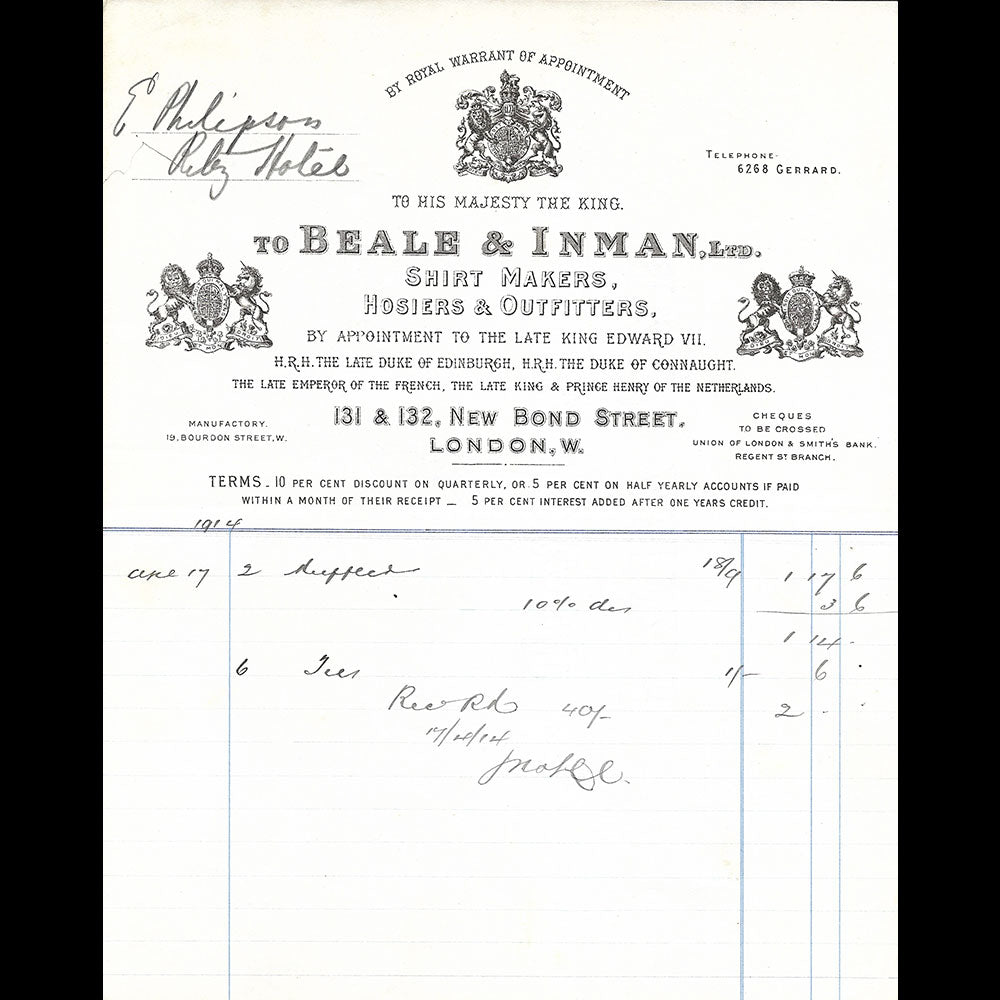 E Philipson
Hotel
BY ROYAL WARRANT OF APPOINTMENT
TELEPHONE-
6268 GERRARD.
TO HIS MAJESTY THE KING.
TO BEALE & INMAN, LTD.
SHIRT MAKERS,
HOSIERS & OUTFITTERS,
BY APPOINTMENT TO THE LATE KING EDWARD VII.
H.R.H. THE LATE DUKE OF EDINBURGH, H.R.H. THE DUKE OF CONNAUGHT.
THE LATE EMPEROR OF THE FRENCH, THE LATE KING & PRINCE HENRY OF THE NETHERLANDS.
MANUFACTORY.
19, BOURDON STREET, W.
131 & 132, NEW BOND STREET,
LONDON, W.
CHEQUES
TO BE CROSSED
UNION OF LONDON & SMITH'S BANK.
REGENT ST BRANCH.
TERMS _ 10 PER CENT DISCOUNT ON QUARTERLY, OR 5 PER CENT ON HALF YEARLY ACCOUNTS IF PAID
WITHIN A MONTH OF THEIR RECEIPT _ 5 PER CENT INTEREST ADDED AFTER ONE YEARS CREDIT.
1914
17 2 18/9 1 17 6
10% dis 3 6
1 14 -
6 Ties 1/- 6 -
40/- 2 - -
17/4/14